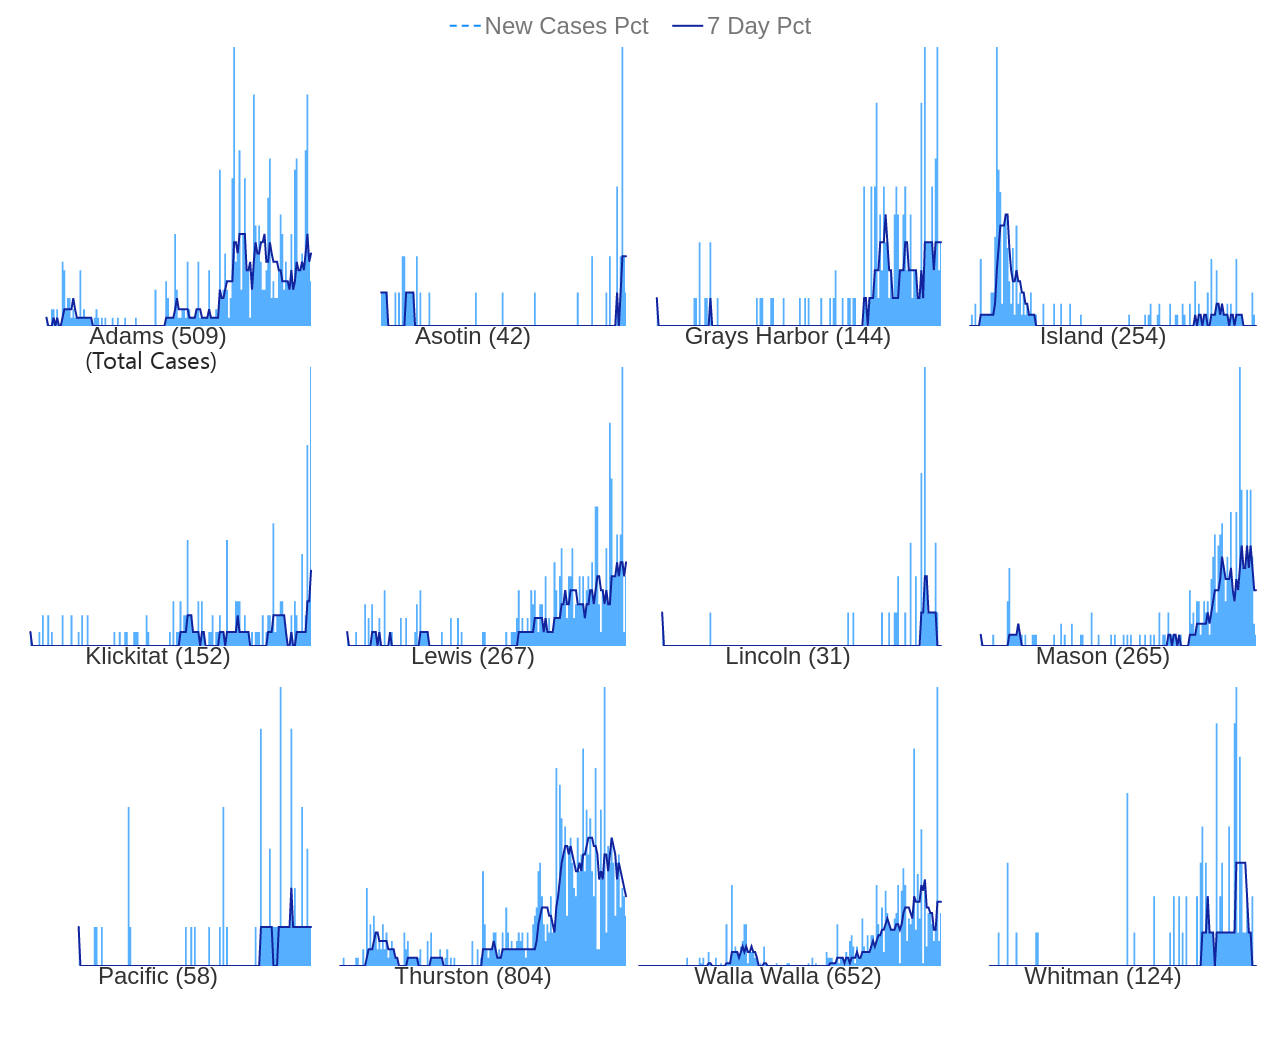 New Cases Pct 7 Day Pct
Adams (509) Asotin (42) Grays Harbor (144) Island (254)
(Total Cases)
Klickitat (152) Lewis (267) Lincoln (31) Mason (265)
Pacific (58) Thurston (804) Walla Walla (652) Whitman (124)